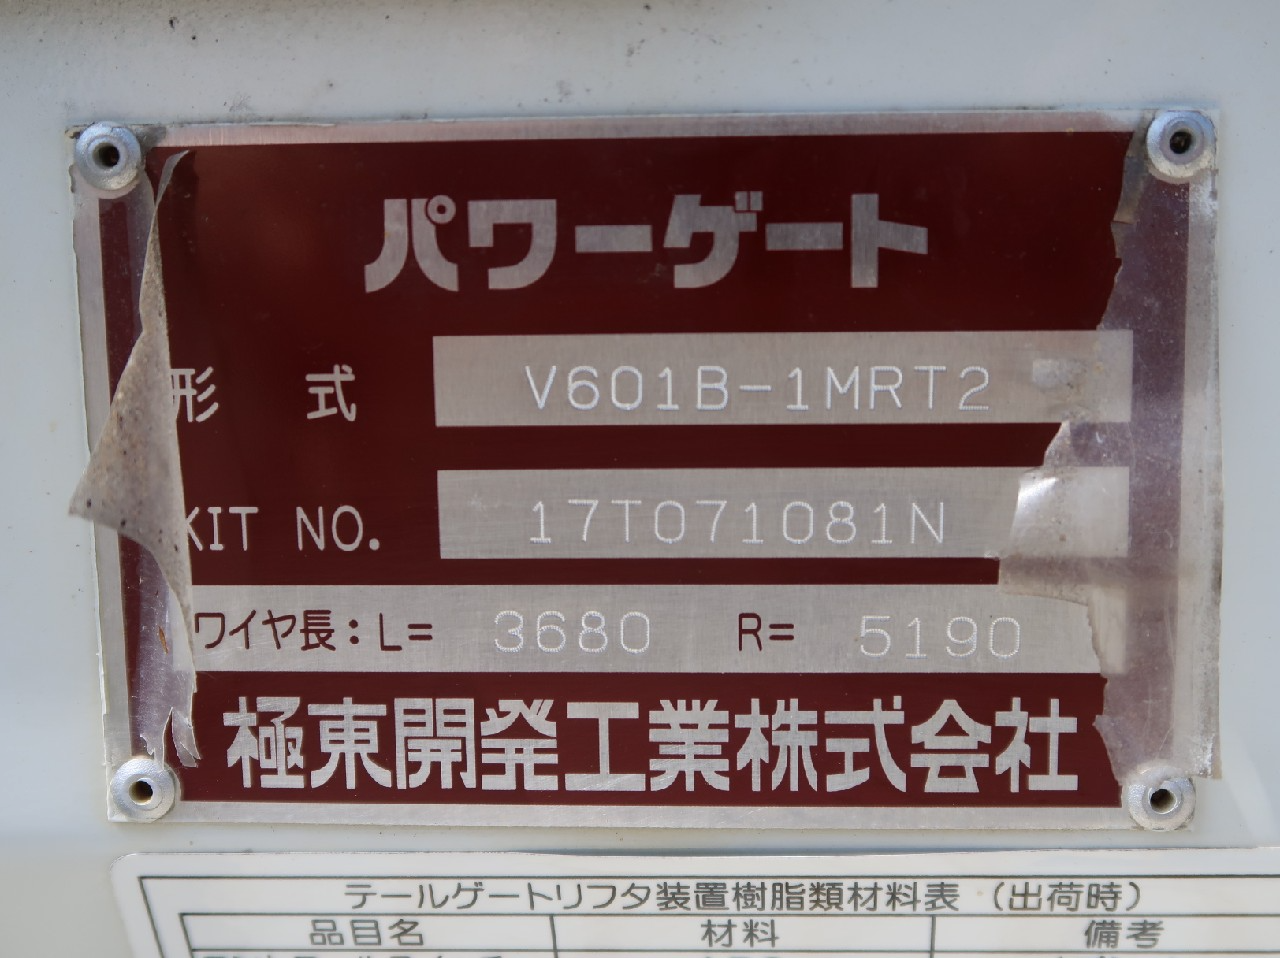 パワーゲート
形 式 V601B-1MRT2
KIT NO. 17T071081N
ワイヤ長:L= 3680 R= 5190
極東開発工業株式会社
テールゲートリフタ装置樹脂類材料表(出荷時)
品目名 材料 備考